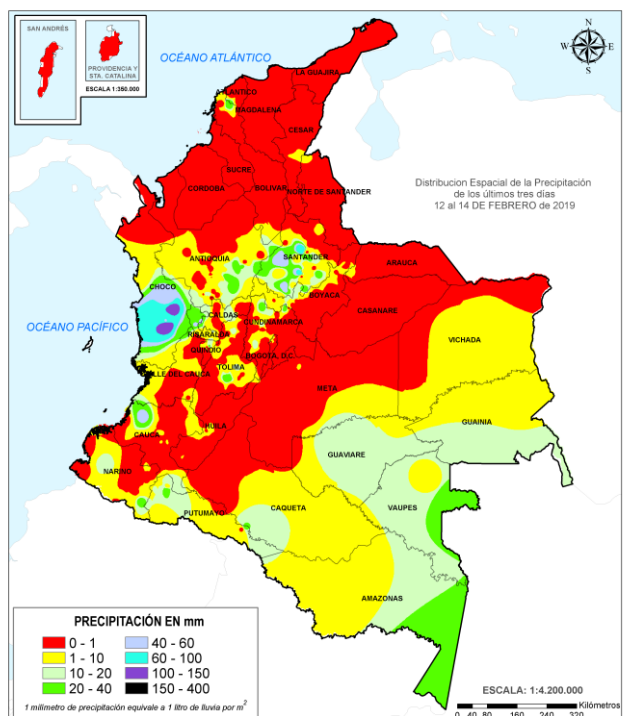 SAN ANDRÉS
PROVIDENCIA Y
STA. CATALINA
ESCALA 1:350.000
OCÉANO ATLÁNTICO
N
W
E
S
LA GUAJIRA
ATLANTICO
MAGDALENA
CESAR
SUCRE
CORDOBA
BOLIVAR
NORTE DE SANTANDER
Distribucion Espacial de la Precipitación
de los últimos tres días
12 al 14 DE FEBRERO de 2019
ANTIOQUIA
SANTANDER
ARAUCA
CHOCO
BOYACA
CASANARE
OCÉANO PACÍFICO
CALDAS
CUNDINAMARCA
RISARALDA
VICHADA
QUINDIO
BOGOTA, D.C.
TOLIMA
VALLE DEL CAUCA
META
GUAINIA
HUILA
CAUCA
GUAVIARE
NARIÑO
VAUPES
CAQUETA
PUTUMAYO
AMAZONAS
PRECIPITACIÓN EN mm
0 - 1
40 - 60
1 - 10
60 - 100
10 - 20
100 - 150
20 - 40
150 - 400
1 milimetro de precipitación equivale a 1 litro de lluvia por m²
ESCALA: 1:4.200.000
Kilómetros
0 40 80 160 240 320